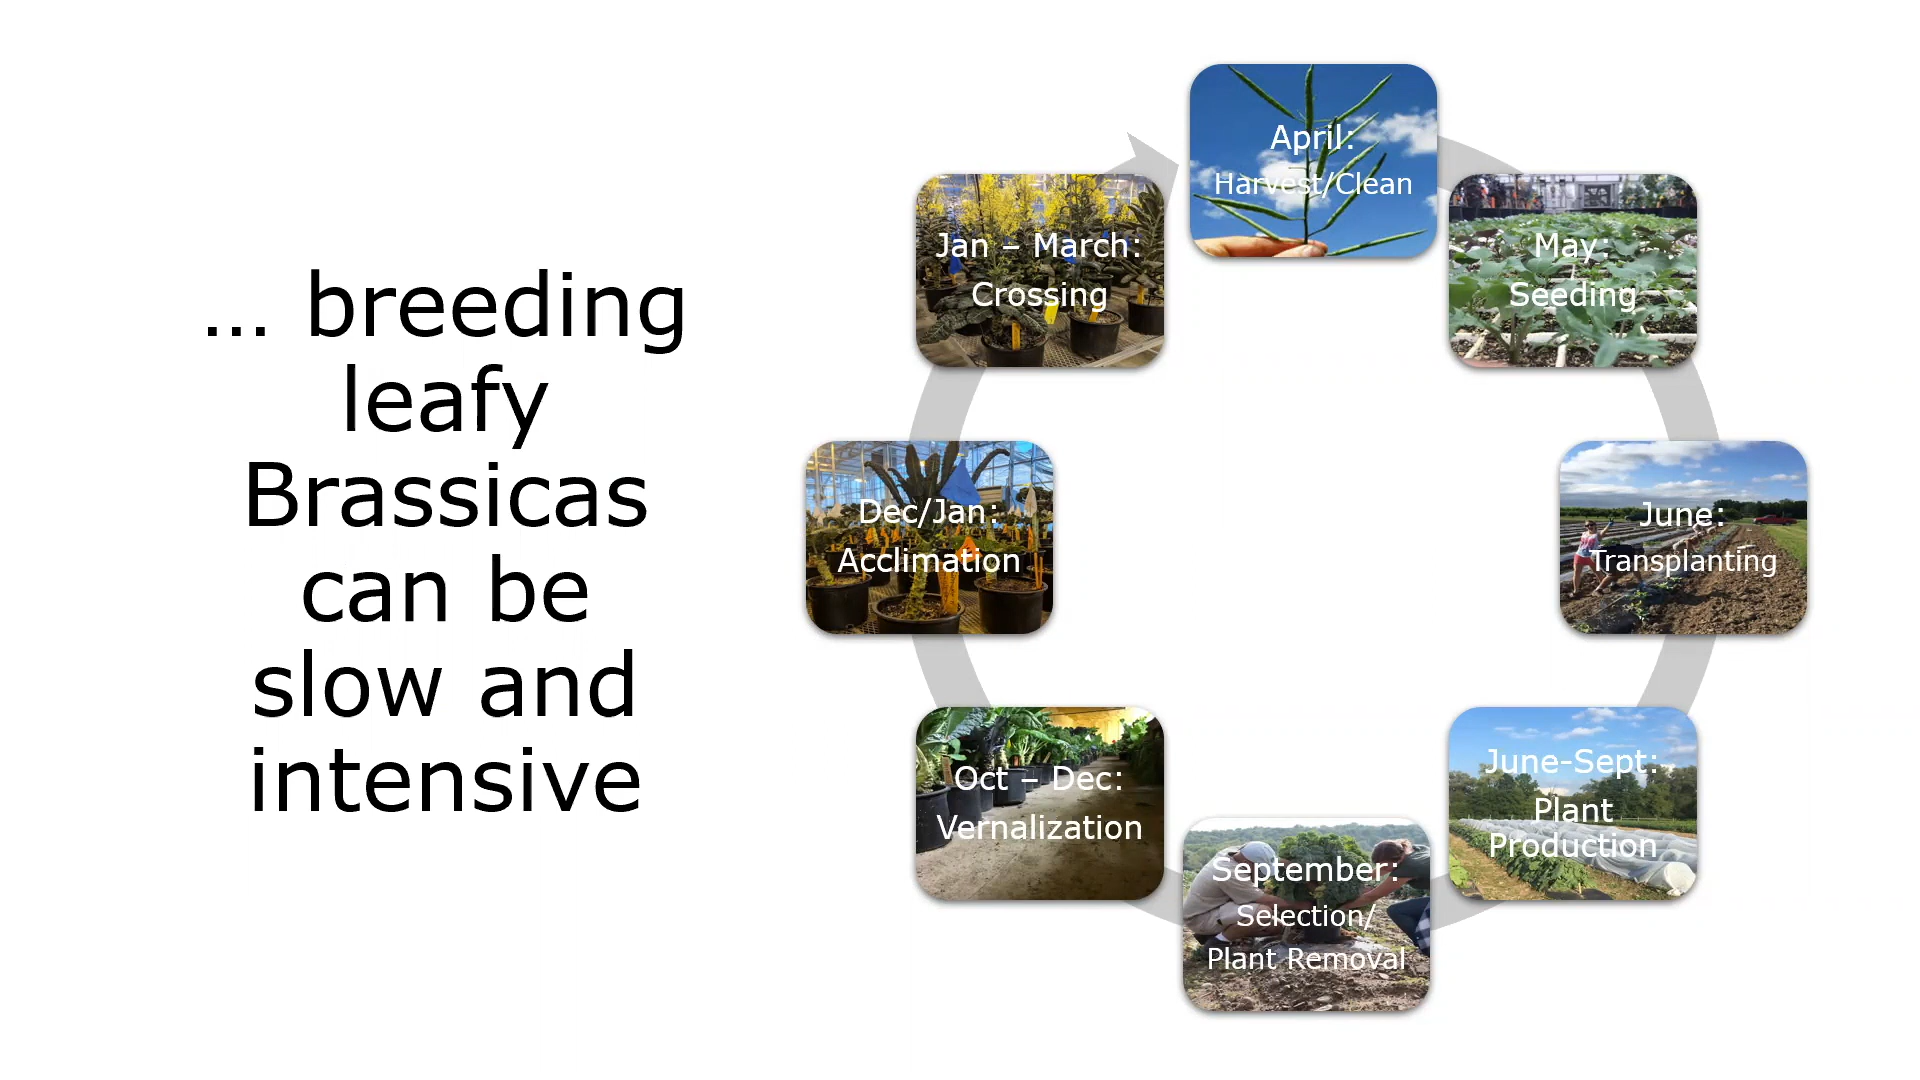 ... breeding
leafy
Brassicas
can be
slow and
intensive
April:
Harvest/Clean
May:
Seeding
June:
Transplanting
June-Sept:
Plant
Production
September:
Selection/
Plant Removal
Oct – Dec:
Vernalization
Dec/Jan:
Acclimation
Jan – March:
Crossing